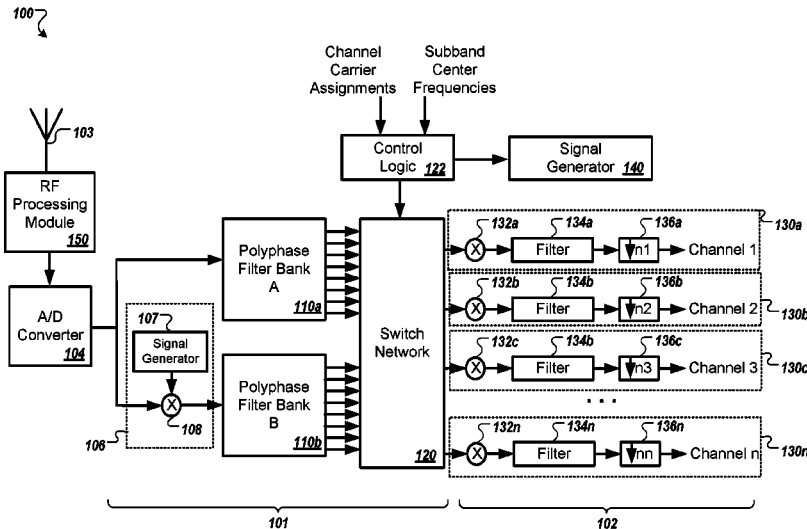 100
103
RF
Processing
Module
150
A/D
Converter
104
107
Signal
Generator
X
108
106
Polyphase
Filter Bank
A
110a
Polyphase
Filter Bank
B
110b
Channel
Carrier
Assignments
Subband
Center
Frequencies
Control
Logic
122
Signal
Generator
140
Switch
Network
120
132a
134a
136a
130a
X
Filter
n1
Channel 1
132b
134b
136b
X
Filter
n2
Channel 2
130b
132c
134b
136c
X
Filter
n3
Channel 3
130c
. . .
132n
134n
136n
X
Filter
nn
Channel n
130n
101
102